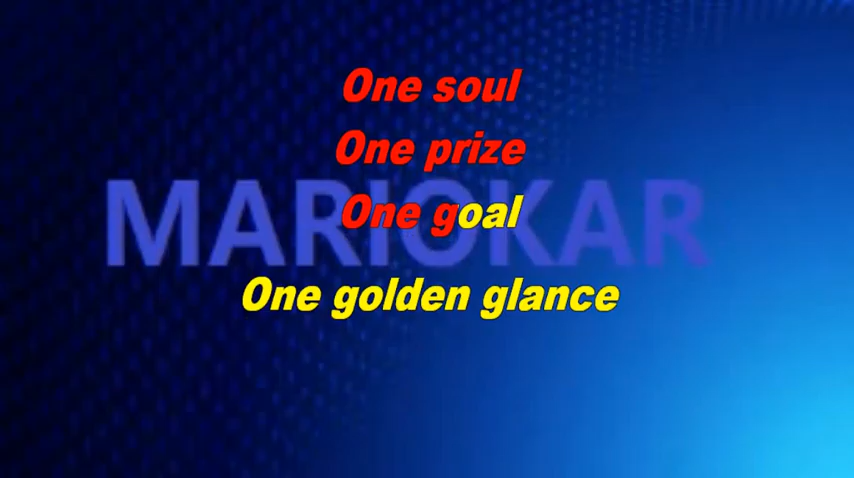 One soul
One prize
MARIOKAR
One goal
One golden glance